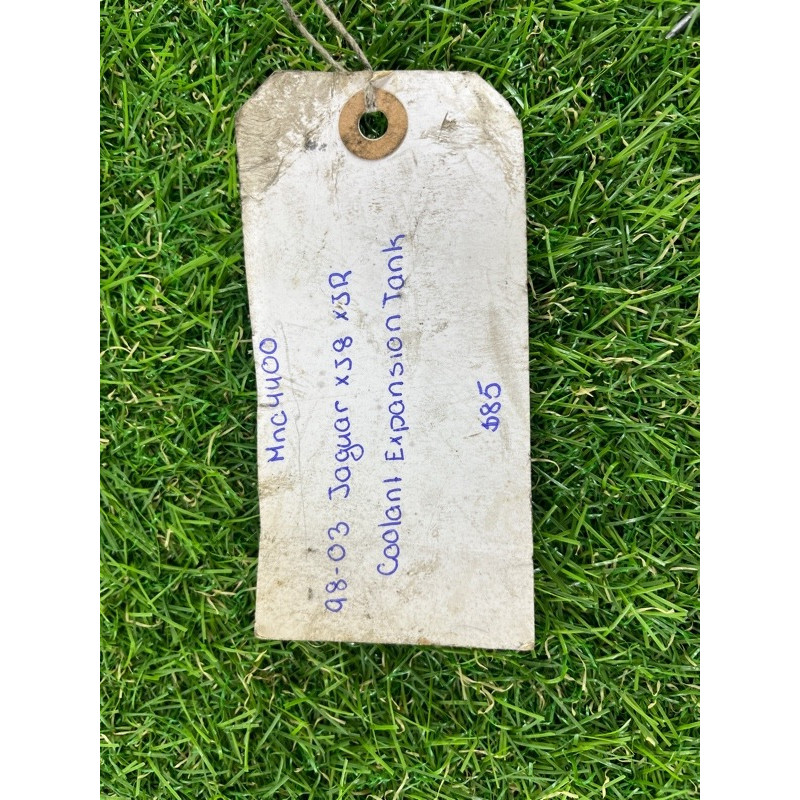 Mnc4400
98-03 Jaguar XJ8 XJR
Coolant Expansion Tank
$85